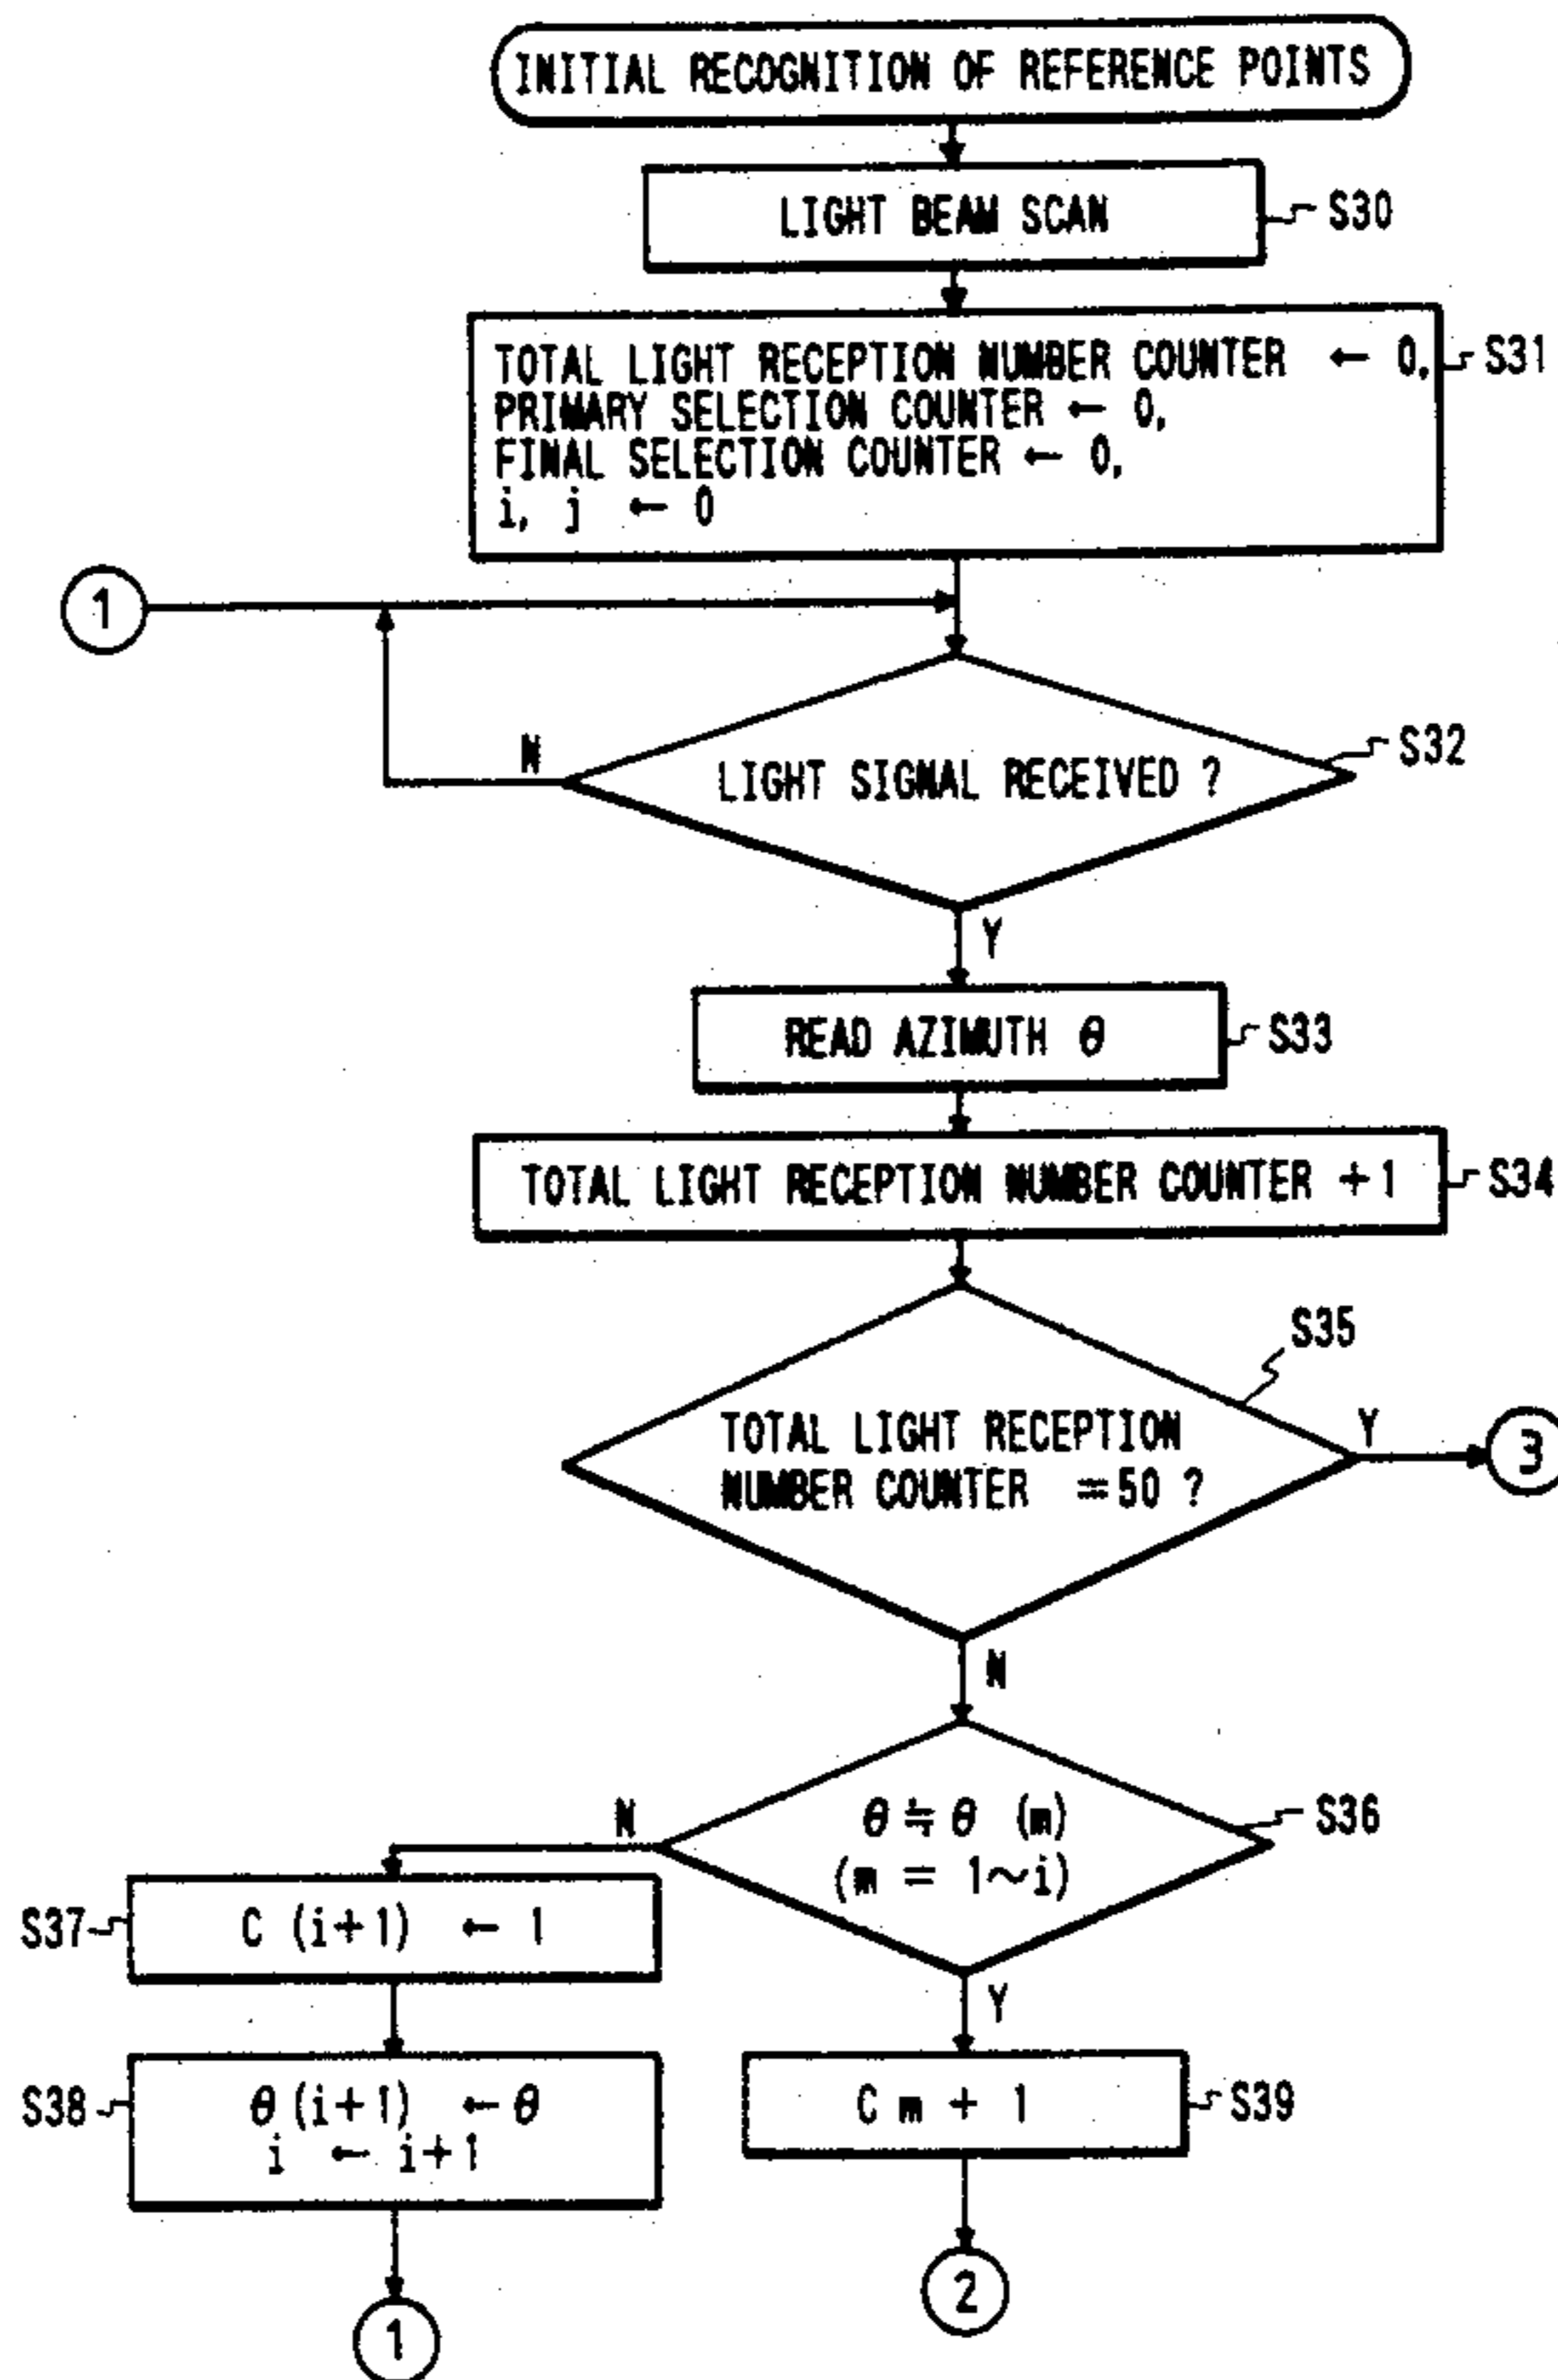 INITIAL RECOGNITION OF REFERENCE POINTS
LIGHT BEAM SCAN
S30
TOTAL LIGHT RECEPTION NUMBER COUNTER ← 0,
PRIMARY SELECTION COUNTER ← 0,
FINAL SELECTION COUNTER ← 0,
i, j ← 0
S31
1
LIGHT SIGNAL RECEIVED ?
S32
N
Y
READ AZIMUTH θ
S33
TOTAL LIGHT RECEPTION NUMBER COUNTER +1
S34
S35
TOTAL LIGHT RECEPTION
NUMBER COUNTER =50 ?
Y
3
N
θ ≒ θ (m)
(m = 1~i)
S36
N
Y
S37
C (i+1) ← 1
S38
θ (i+1) ← θ
i ← i+1
C m + 1
S39
2
1